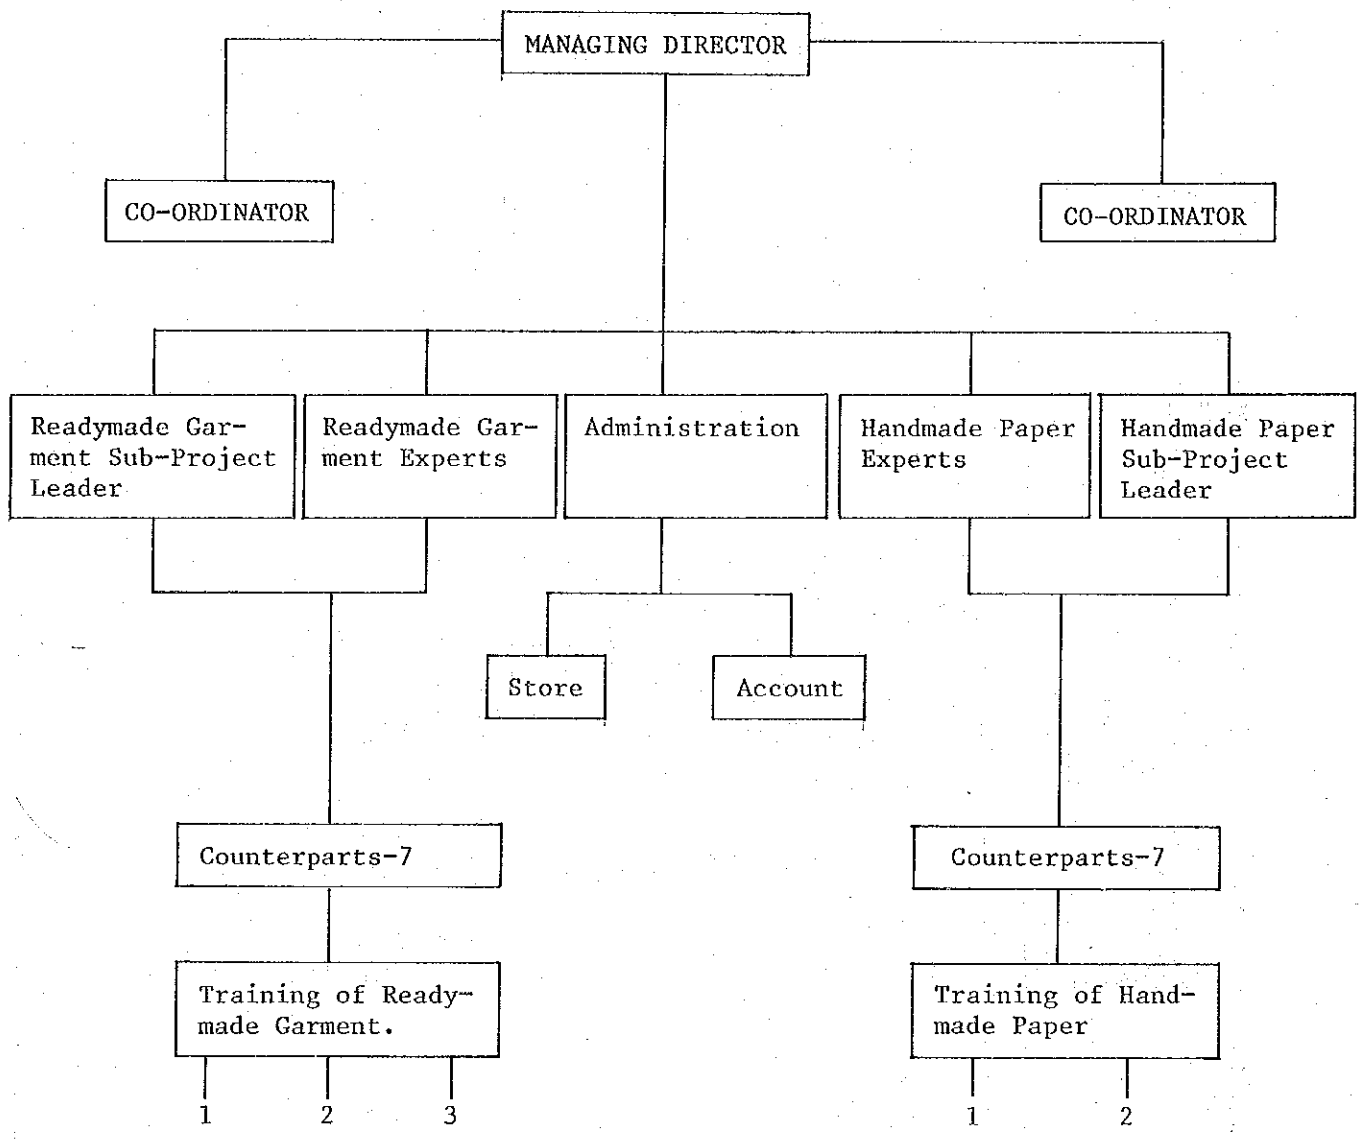 MANAGING DIRECTOR
CO-ORDINATOR
CO-ORDINATOR
Readymade Gar-
ment Sub-Project
Leader
Readymade Gar-
ment Experts
Administration
Handmade Paper
Experts
Handmade Paper
Sub-Project
Leader
Store
Account
Counterparts-7
Counterparts-7
Training of Ready-
made Garment.
Training of Hand-
made Paper
1 2 3
1 2